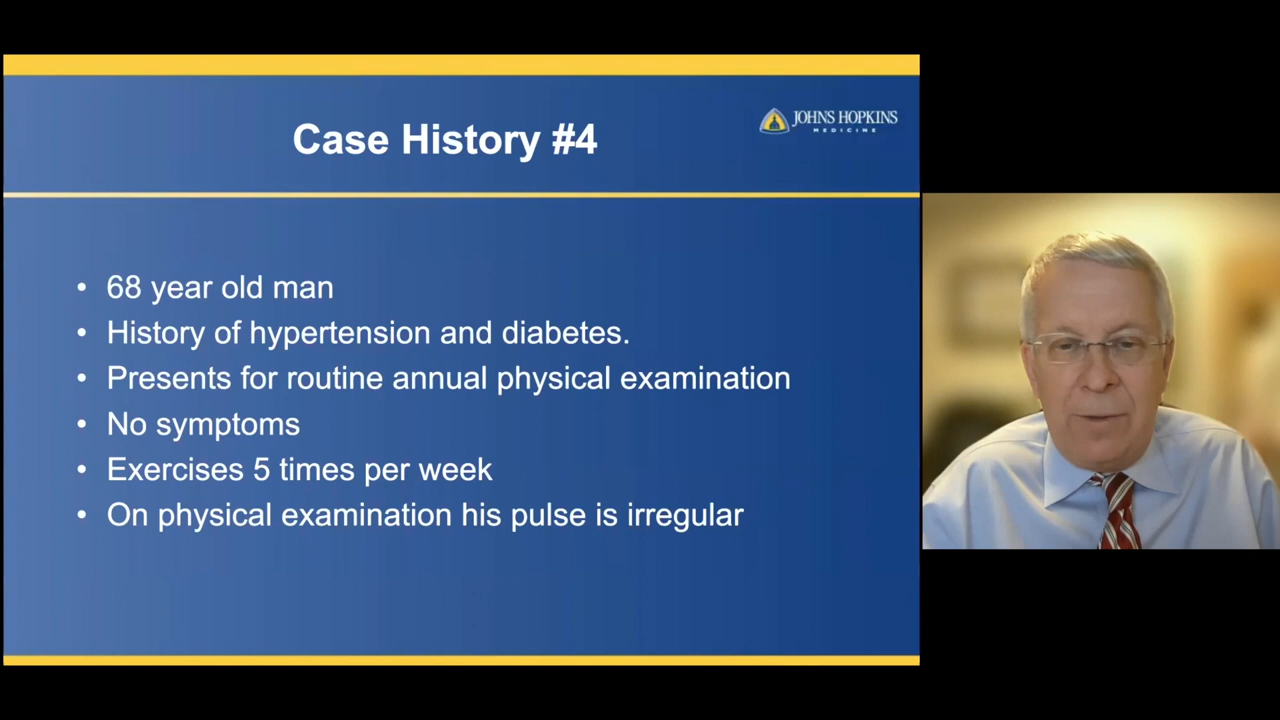 Case History #4
JOHNS HOPKINS
MEDICINE
• 68 year old man
• History of hypertension and diabetes.
• Presents for routine annual physical examination
• No symptoms
• Exercises 5 times per week
• On physical examination his pulse is irregular